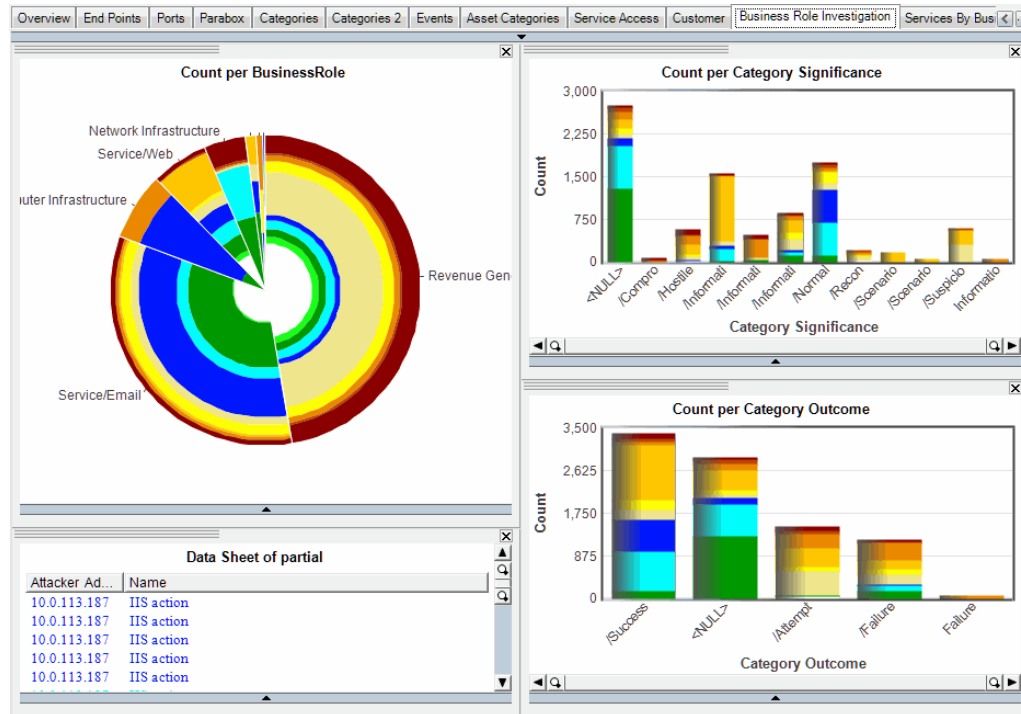 Overview End Points Ports Parabox Categories Categories 2 Events Asset Categories Service Access Customer Business Role Investigation Services By Busi
Count per BusinessRole
Network Infrastructure
Service/Web
uter Infrastructure
Revenue Gen
Service/Email
Count per Category Significance
Count
3,000
2,250
1,500
750
0
<NULL>
/Compro
/Hostile
/Informati
/Informati
/Informati
/Normal
/Recon
/Scenario
/Scenario
/Suspicio
Informatio
Category Significance
Data Sheet of partial
Attacker Ad... Name
10.0.113.187 IIS action
10.0.113.187 IIS action
10.0.113.187 IIS action
10.0.113.187 IIS action
10.0.113.187 IIS action
Count per Category Outcome
Count
3,500
2,625
1,750
875
0
/Success
<NULL>
/Attempt
/Failure
Failure
Category Outcome